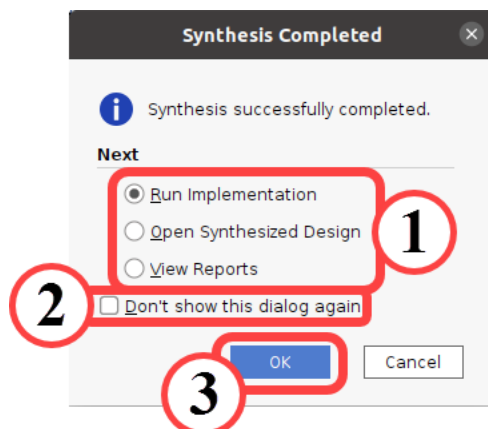 Synthesis Completed
Synthesis successfully completed.
Next
Run Implementation
Open Synthesized Design
View Reports
1
2
Don't show this dialog again
OK
Cancel
3